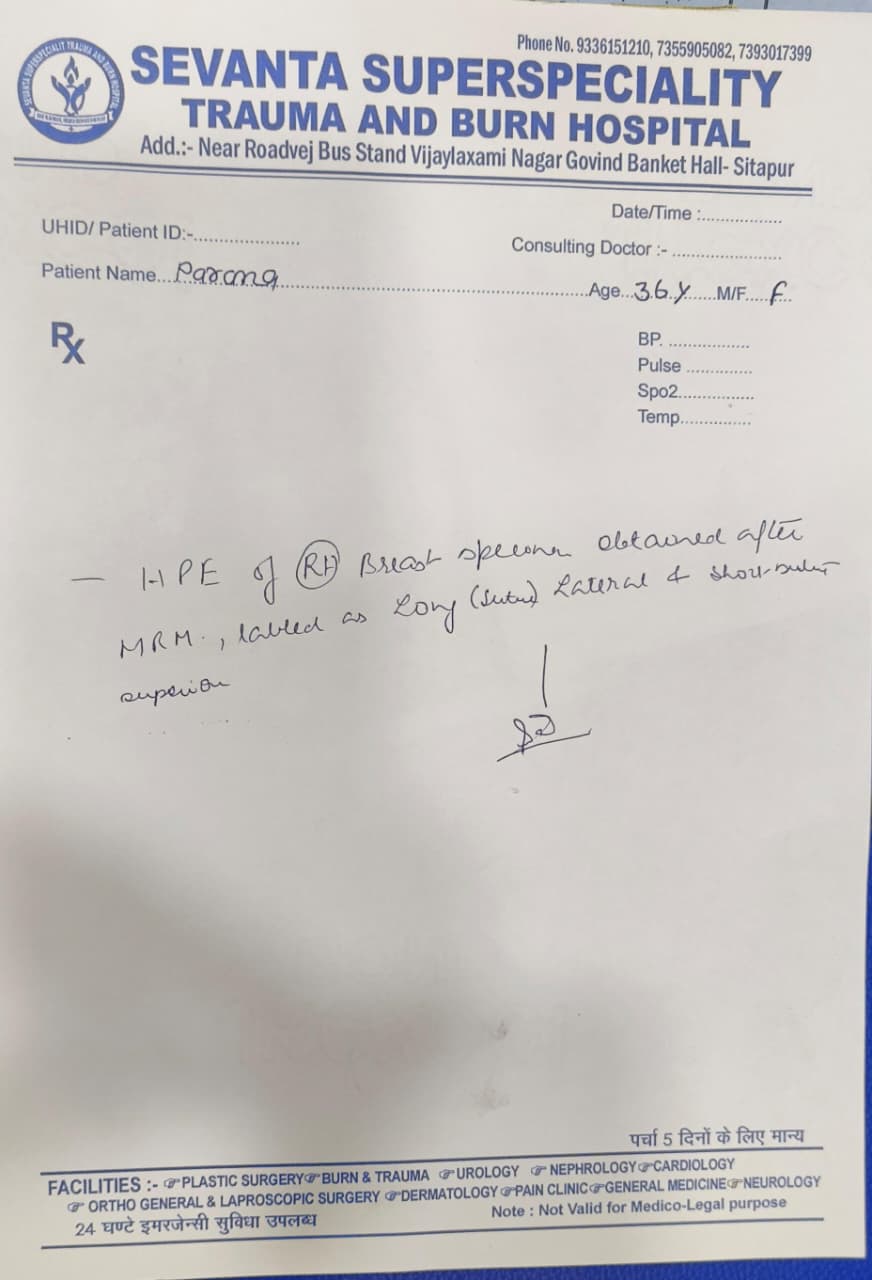 Phone No. 9336151210, 7355905082, 7393017399
SEVANTA SUPERSPECIALITY
TRAUMA AND BURN HOSPITAL
Add.:- Near Roadvej Bus Stand Vijaylaxami Nagar Govind Banket Hall- Sitapur
Date/Time :................
UHID/ Patient ID:-.....................
Consulting Doctor :- ......................
Patient Name... ............Age...36 y......M/F.....F..
Rx
BP. ................
Pulse .............
Spo2...............
Temp..............
– HPE of RH Breast specimen obtained after
MRM., labled as Long (suture) Lateral & short suture
superior
पर्चा 5 दिनों के लिए मान्य
FACILITIES :- ☞PLASTIC SURGERY☞BURN & TRAUMA ☞UROLOGY ☞NEPHROLOGY☞CARDIOLOGY
☞ ORTHO GENERAL & LAPROSCOPIC SURGERY ☞DERMATOLOGY☞PAIN CLINIC☞GENERAL MEDICINE☞NEUROLOGY
24 घण्टे इमरजेन्सी सुविधा उपलब्ध
Note : Not Valid for Medico-Legal purpose